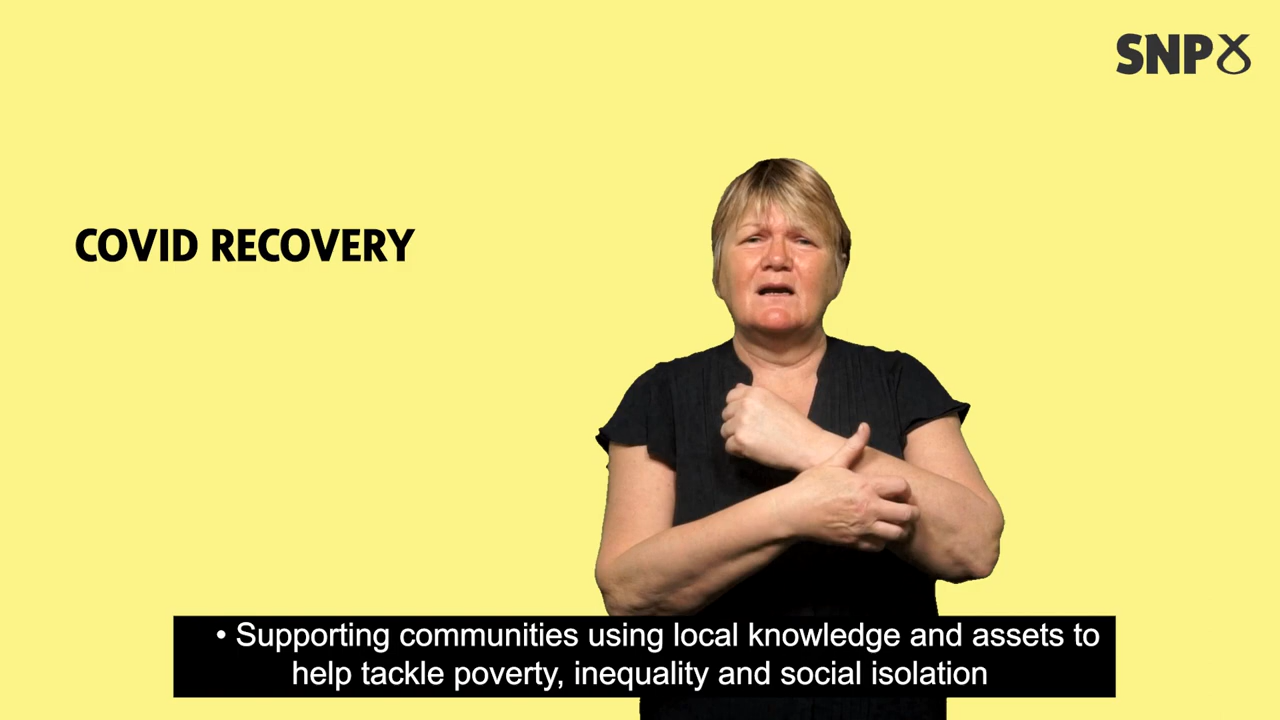 SNP
COVID RECOVERY
• Supporting communities using local knowledge and assets to
help tackle poverty, inequality and social isolation